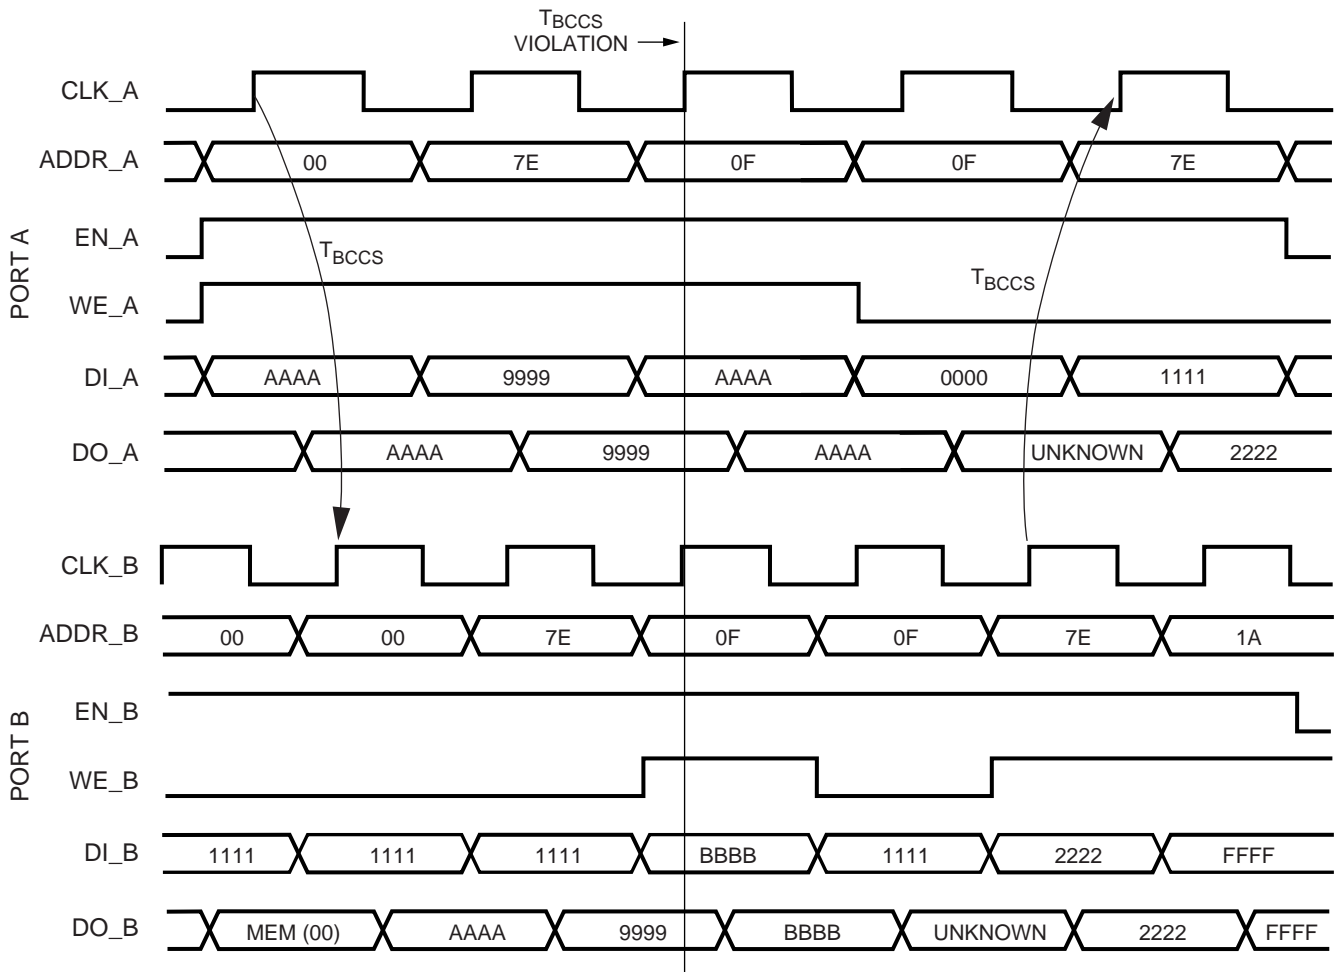 TBCCS
VIOLATION
CLK_A
ADDR_A 00 7E 0F 0F 7E
PORT A
EN_A
TBCCS
TBCCS
WE_A
DI_A AAAA 9999 AAAA 0000 1111
DO_A AAAA 9999 AAAA UNKNOWN 2222
CLK_B
ADDR_B 00 00 7E 0F 0F 7E 1A
PORT B
EN_B
WE_B
DI_B 1111 1111 1111 BBBB 1111 2222 FFFF
DO_B MEM (00) AAAA 9999 BBBB UNKNOWN 2222 FFFF